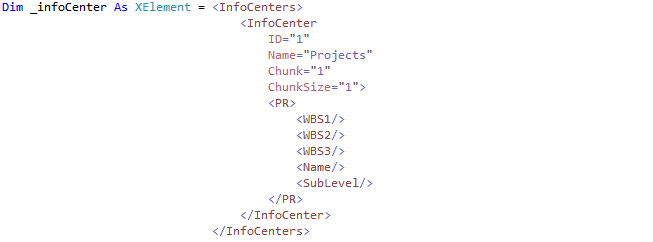 Dim _infoCenter As XElement = <InfoCenters>
<InfoCenter
ID="1"
Name="Projects"
Chunk="1"
ChunkSize="1">
<PR>
<WBS1/>
<WBS2/>
<WBS3/>
<Name/>
<SubLevel/>
</PR>
</InfoCenter>
</InfoCenters>